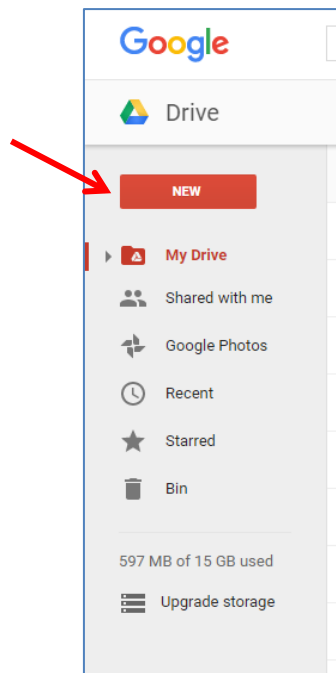 Google
Drive
NEW
My Drive
Shared with me
Google Photos
Recent
Starred
Bin
597 MB of 15 GB used
Upgrade storage